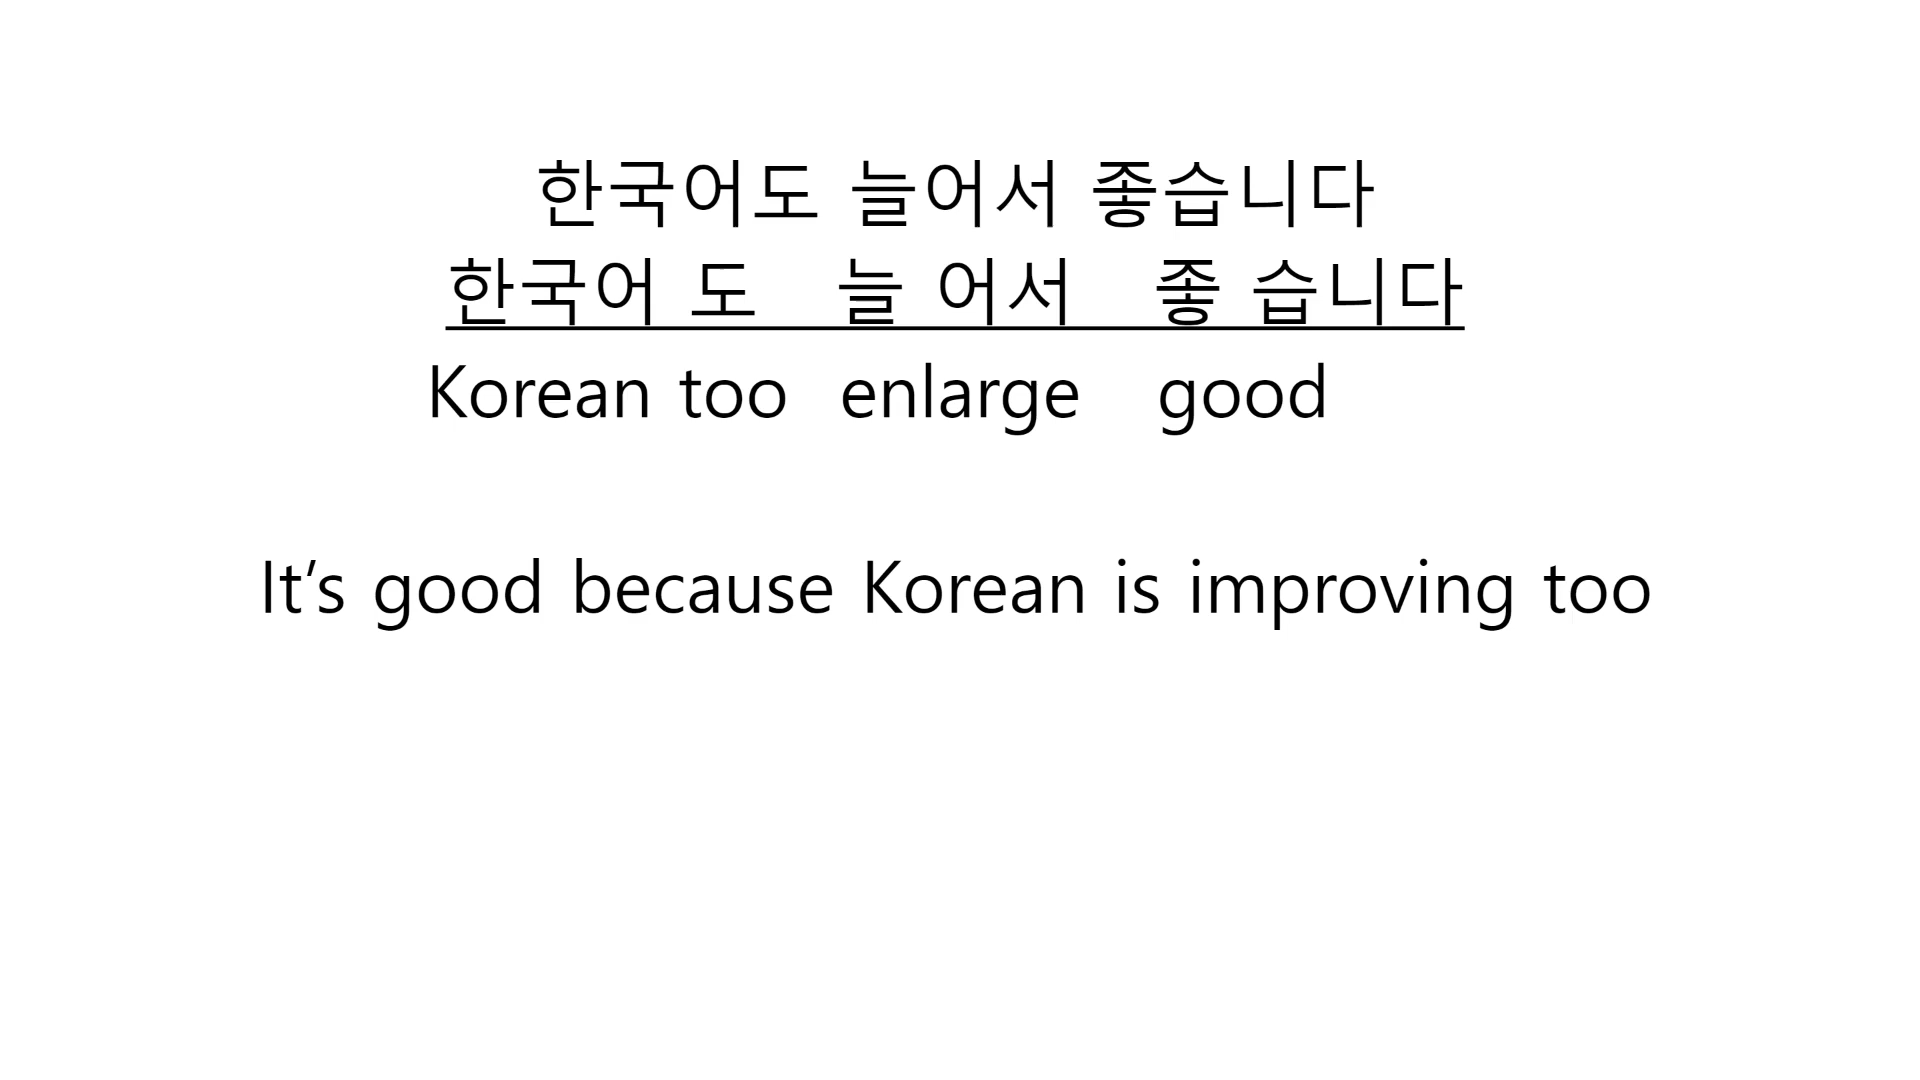 한국어도 늘어서 좋습니다
한국어 도 늘 어서 좋 습니다
Korean too enlarge good
It’s good because Korean is improving too